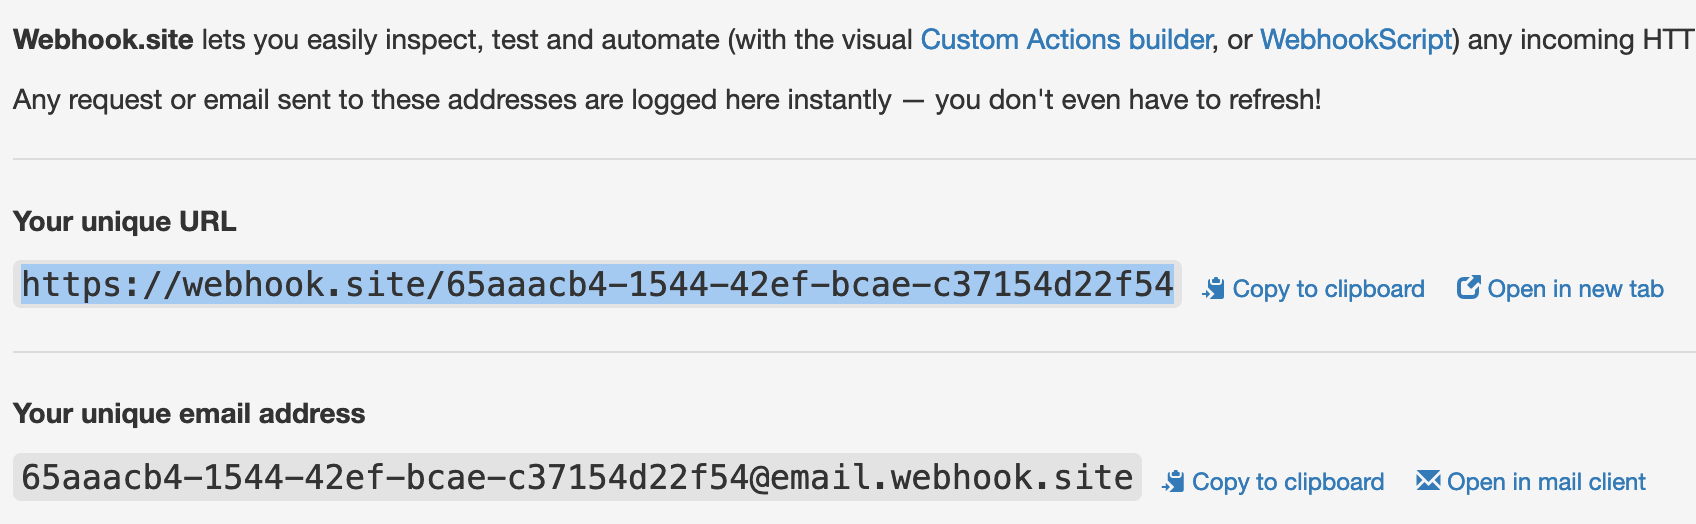 Webhook.site lets you easily inspect, test and automate (with the visual Custom Actions builder, or WebhookScript) any incoming HTT
Any request or email sent to these addresses are logged here instantly — you don't even have to refresh!
Your unique URL
https://webhook.site/65aaacb4-1544-42ef-bcae-c37154d22f54 Copy to clipboard Open in new tab
Your unique email address
65aaacb4-1544-42ef-bcae-c37154d22f54@email.webhook.site Copy to clipboard Open in mail client